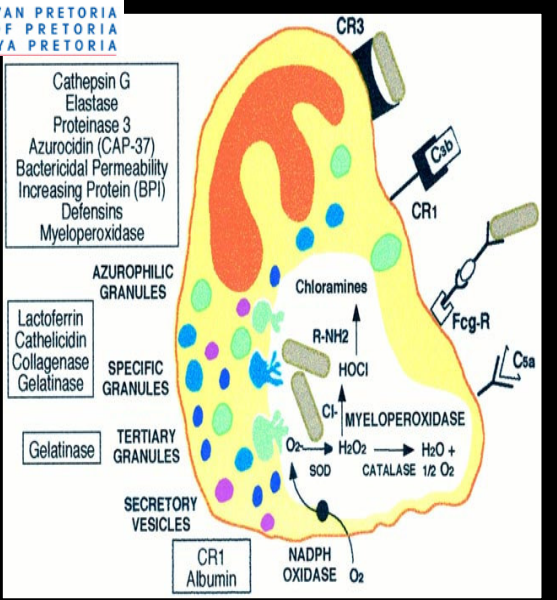 VAN PRETORIA
OF PRETORIA
YA PRETORIA
Cathepsin G
Elastase
Proteinase 3
Azurocidin (CAP-37)
Bactericidal Permeability
Increasing Protein (BPI)
Defensins
Myeloperoxidase
AZUROPHILIC
GRANULES
Lactoferrin
Cathelicidin
Collagenase
Gelatinase
SPECIFIC
GRANULES
Gelatinase
TERTIARY
GRANULES
SECRETORY
VESICLES
CR1
Albumin
CR3
C3b
CR1
Fcg-R
C5a
Chloramines
R-NH2
HOCl
Cl-
MYELOPEROXIDASE
O2- H2O2 H2O +
SOD CATALASE 1/2 O2
NADPH
OXIDASE O2